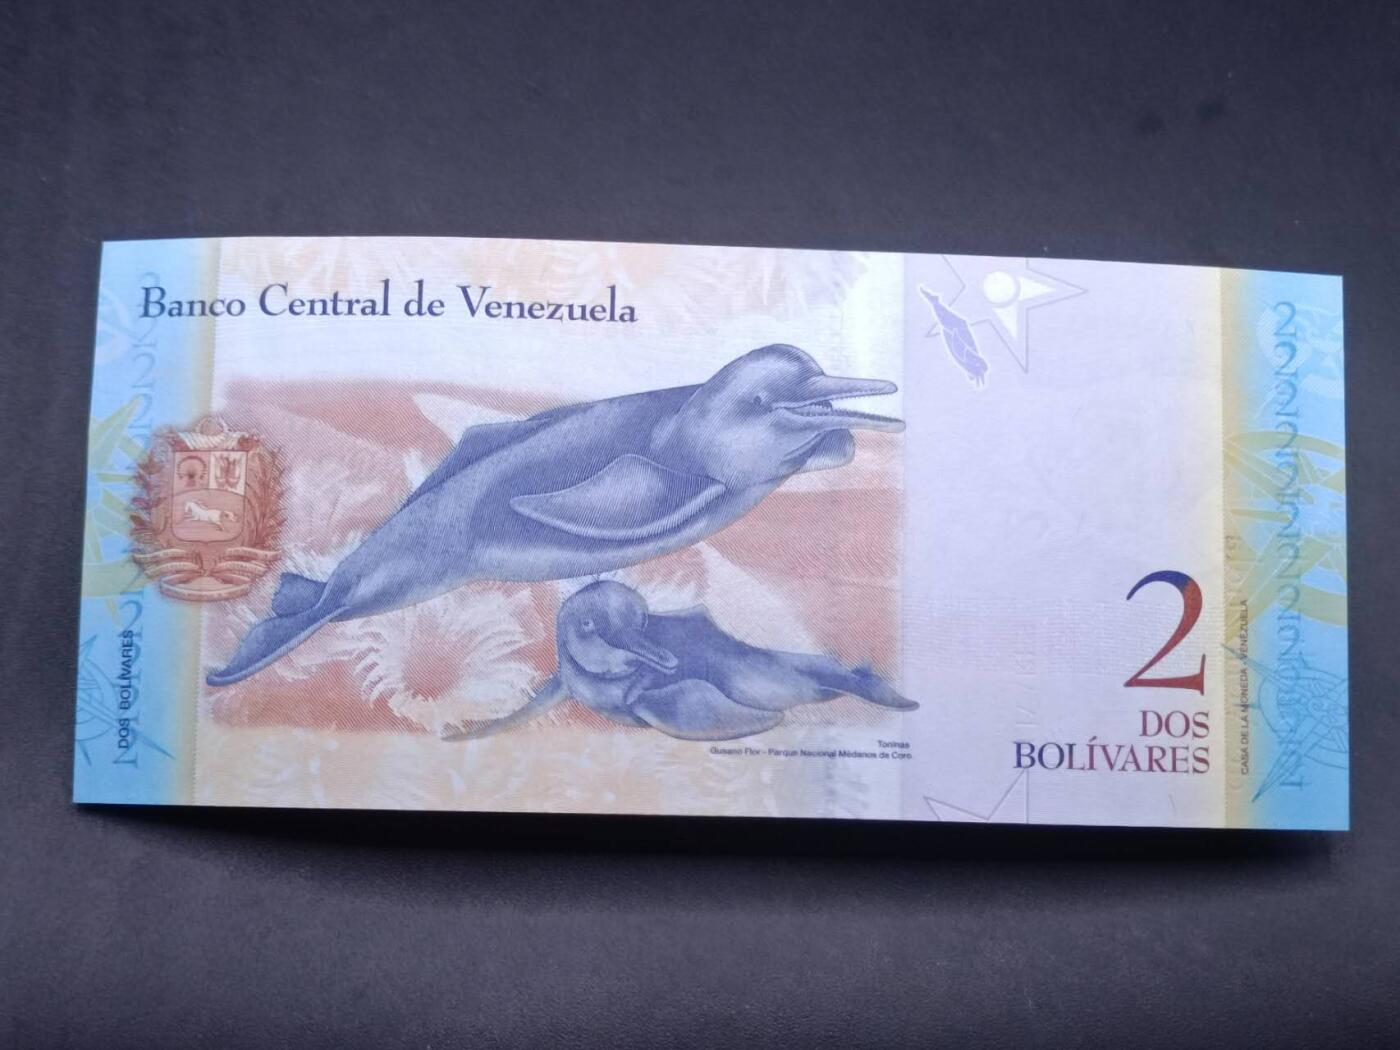 Banco Central de Venezuela
DOS BOLÍVARES
Toninas
Gusano Flor - Parque Nacional Médanos de Coro.
2
DOS
BOLÍVARES
CASA DE LA MONEDA - VENEZUELA